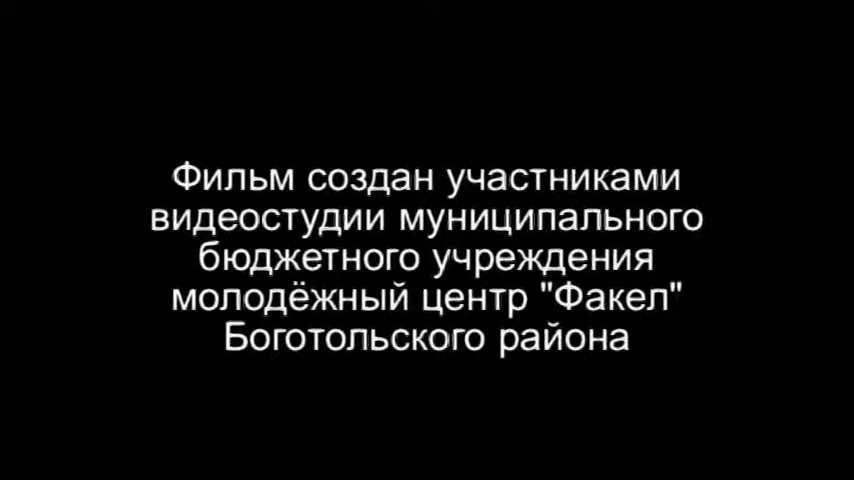 Фильм создан участниками
видеостудии муниципального
бюджетного учреждения
молодёжный центр "Факел"
Боготольского района